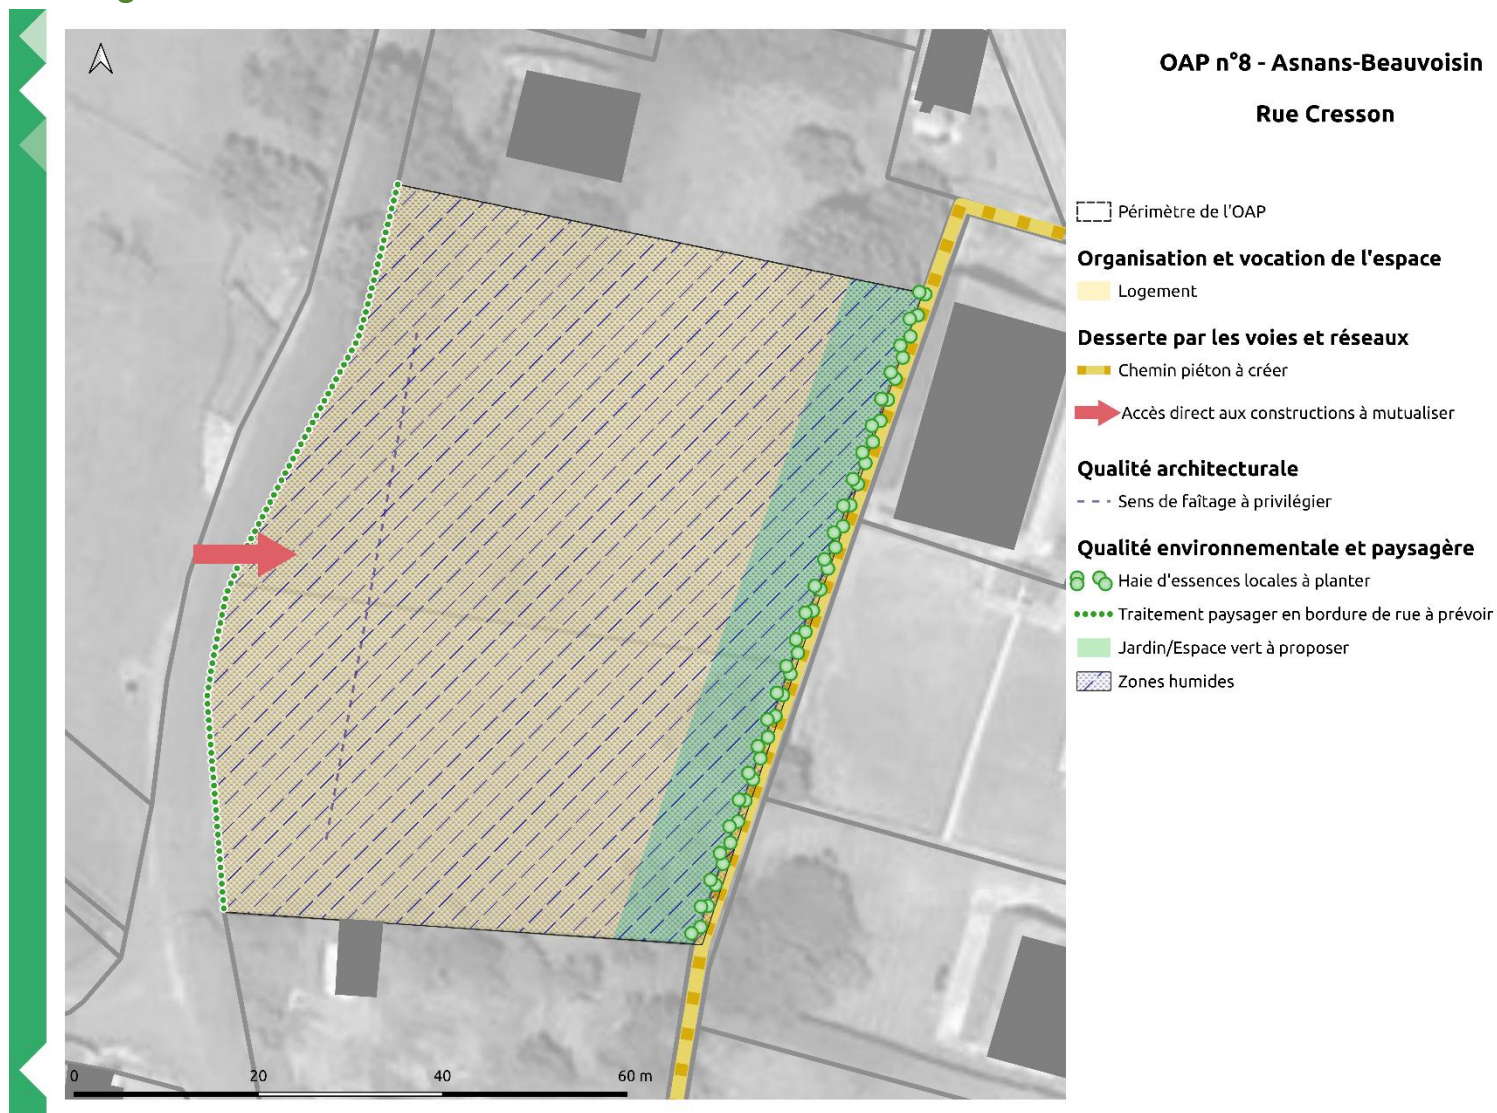 OAP n°8 - Asnans-Beauvoisin
Rue Cresson
Périmètre de l'OAP
Organisation et vocation de l'espace
Logement
Desserte par les voies et réseaux
Chemin piéton à créer
Accès direct aux constructions à mutualiser
Qualité architecturale
Sens de faîtage à privilégier
Qualité environnementale et paysagère
Haie d'essences locales à planter
Traitement paysager en bordure de rue à prévoir
Jardin/Espace vert à proposer
Zones humides
0 20 40 60 m